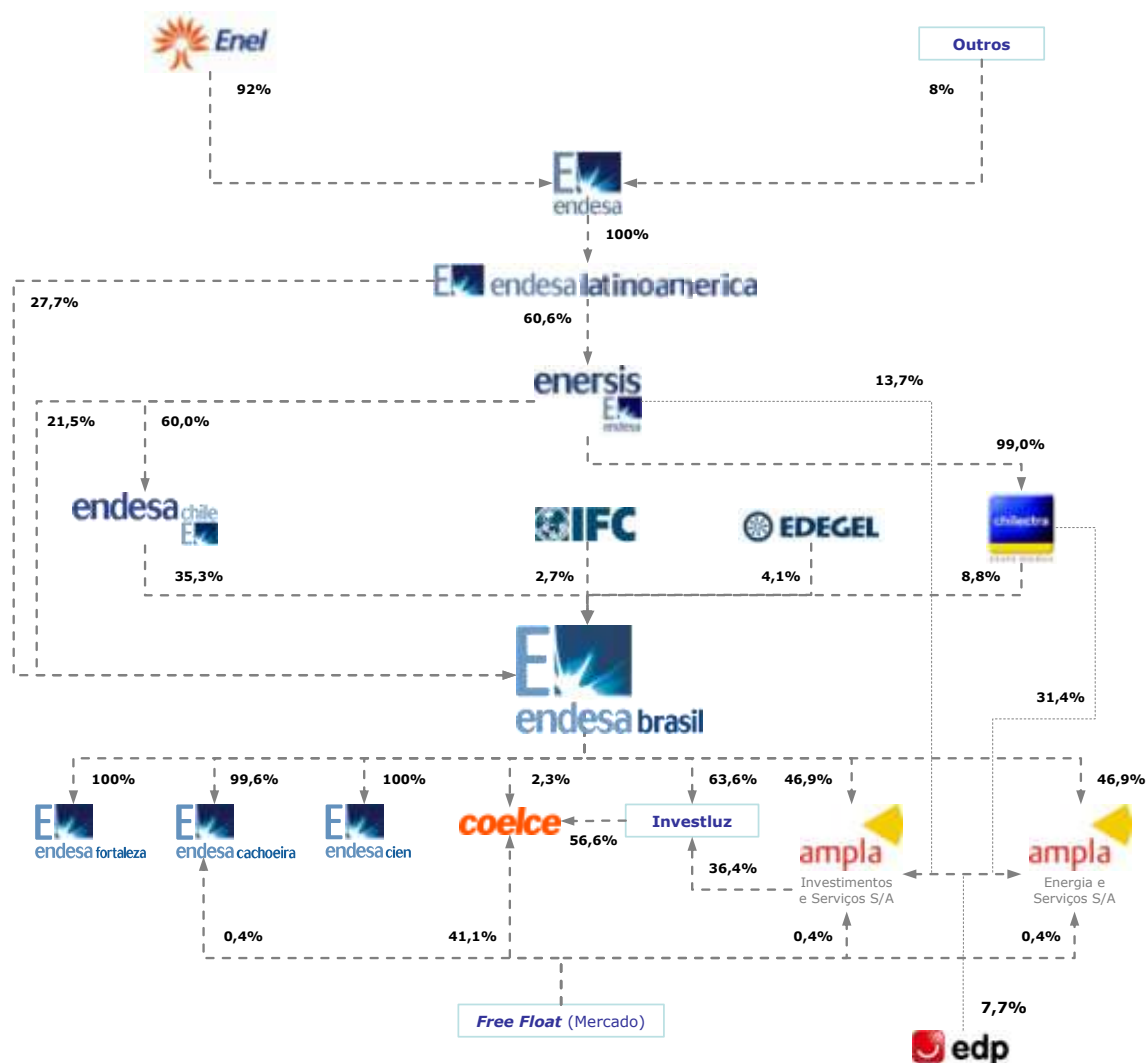 Enel
Outros
92%
8%
E.
endesa
100%
E. endesa latinoamerica
27,7%
60,6%
enersis
E.
endesa
13,7%
21,5%
60,0%
99,0%
endesa chile
E.
IFC
EDEGEL
chilectra
35,3%
2,7%
4,1%
8,8%
E
endesa brasil
31,4%
100%
99,6%
100%
2,3%
63,6%
46,9%
46,9%
E.
endesa fortaleza
E.
endesa cachoeira
E.
endesa cien
coelce
56,6%
Investluz
36,4%
ampla
Investimentos
e Serviços S/A
ampla
Energia e
Serviços S/A
0,4%
41,1%
0,4%
0,4%
Free Float (Mercado)
7,7%
edp